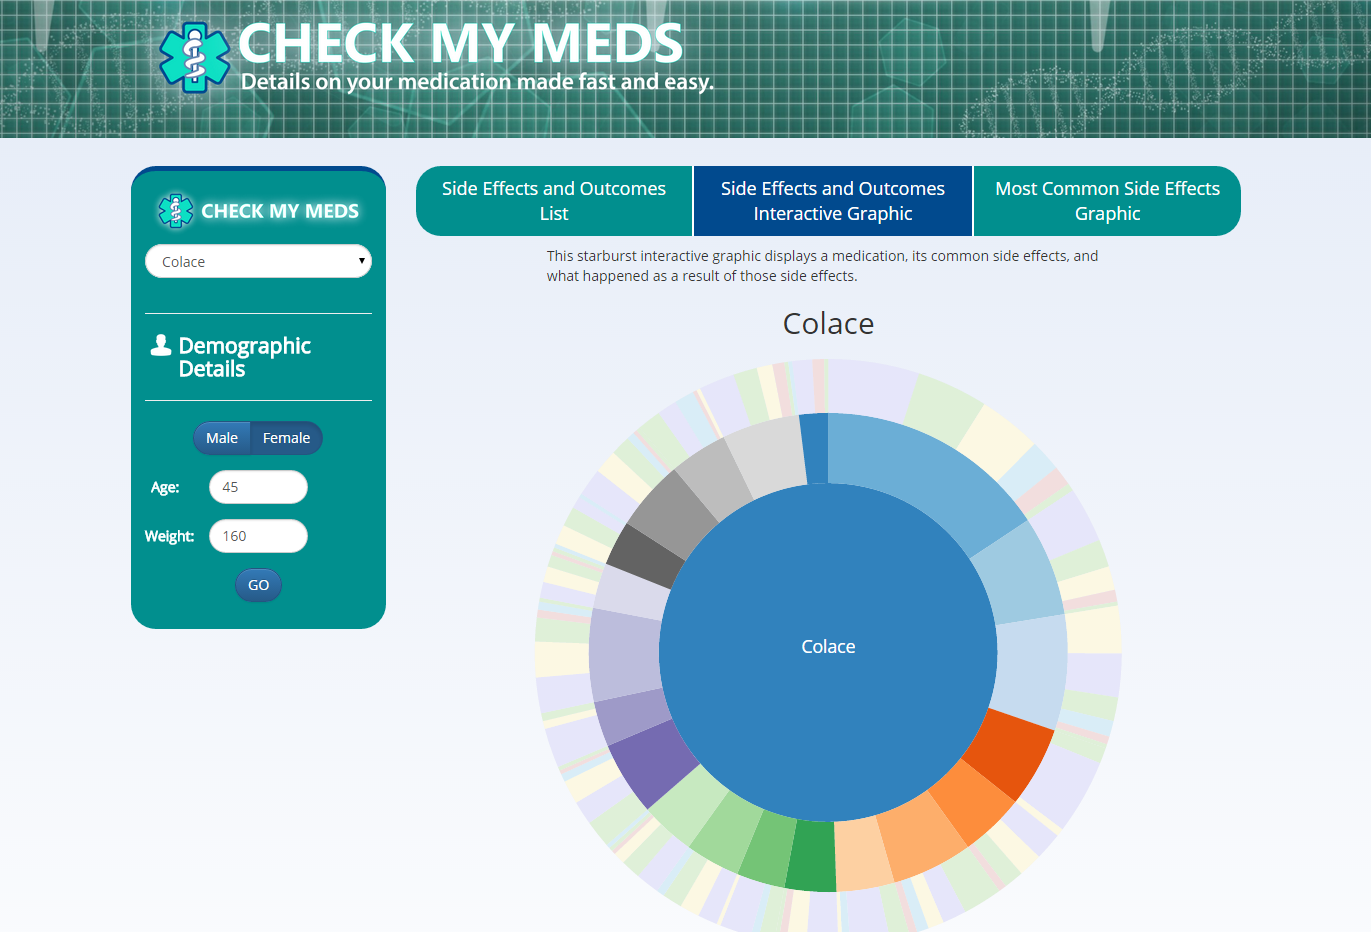 CHECK MY MEDS
Details on your medication made fast and easy.
CHECK MY MEDS
Colace
Demographic
Details
Male Female
Age: 45
Weight: 160
GO
Side Effects and Outcomes
List
Side Effects and Outcomes
Interactive Graphic
Most Common Side Effects
Graphic
This starburst interactive graphic displays a medication, its common side effects, and
what happened as a result of those side effects.
Colace
Colace